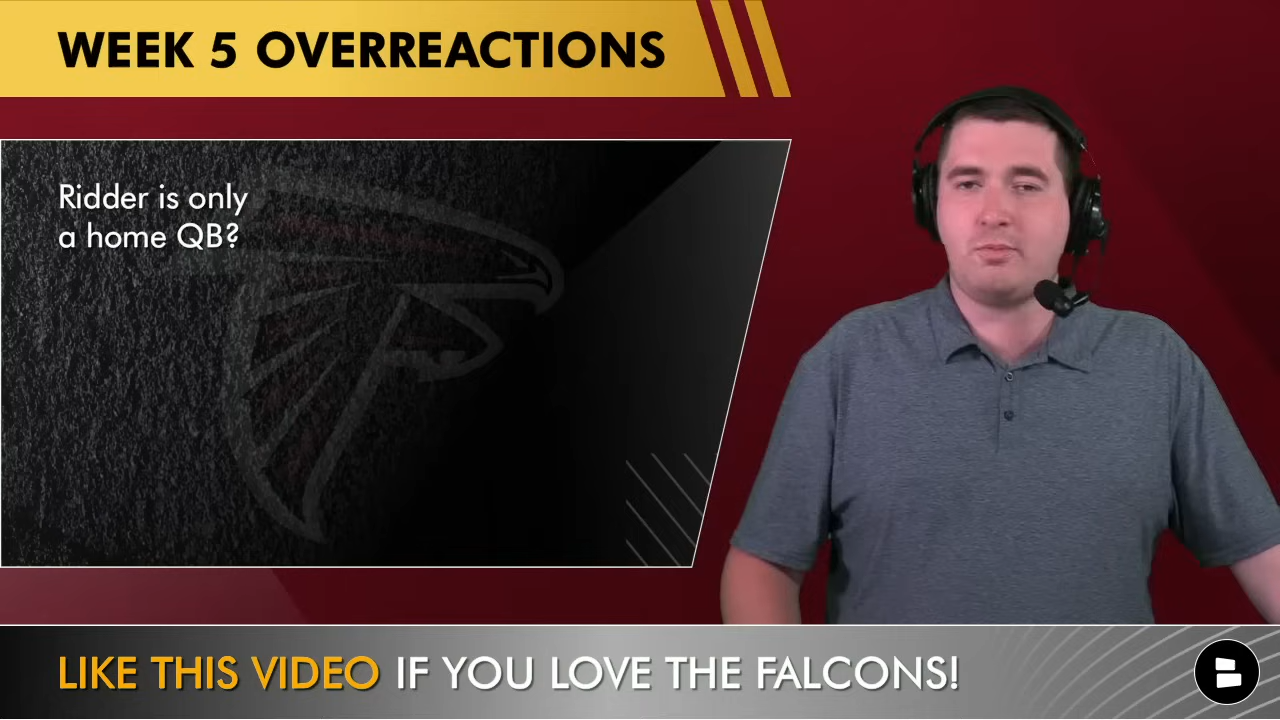 WEEK 5 OVERREACTIONS
Ridder is only
a home QB?
LIKE THIS VIDEO IF YOU LOVE THE FALCONS!